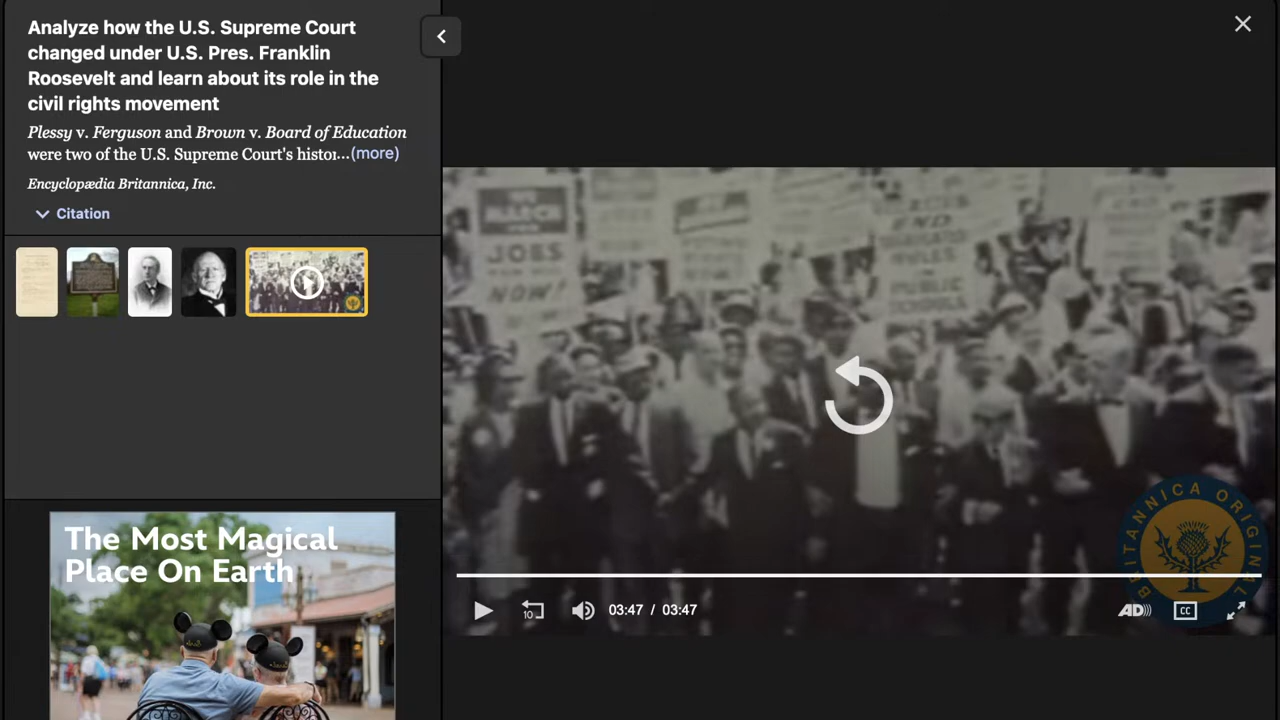 Analyze how the U.S. Supreme Court
changed under U.S. Pres. Franklin
Roosevelt and learn about its role in the
civil rights movement
Plessy v. Ferguson and Brown v. Board of Education
were two of the U.S. Supreme Court's histor...(more)
Encyclopædia Britannica, Inc.
Citation
The Most Magical
Place On Earth
MARCH
JOBS
NOW!
END
RULES
PUBLIC
SCHOOLS
BRITANNICA ORIGINAL
10
03:47 / 03:47
AD
CC